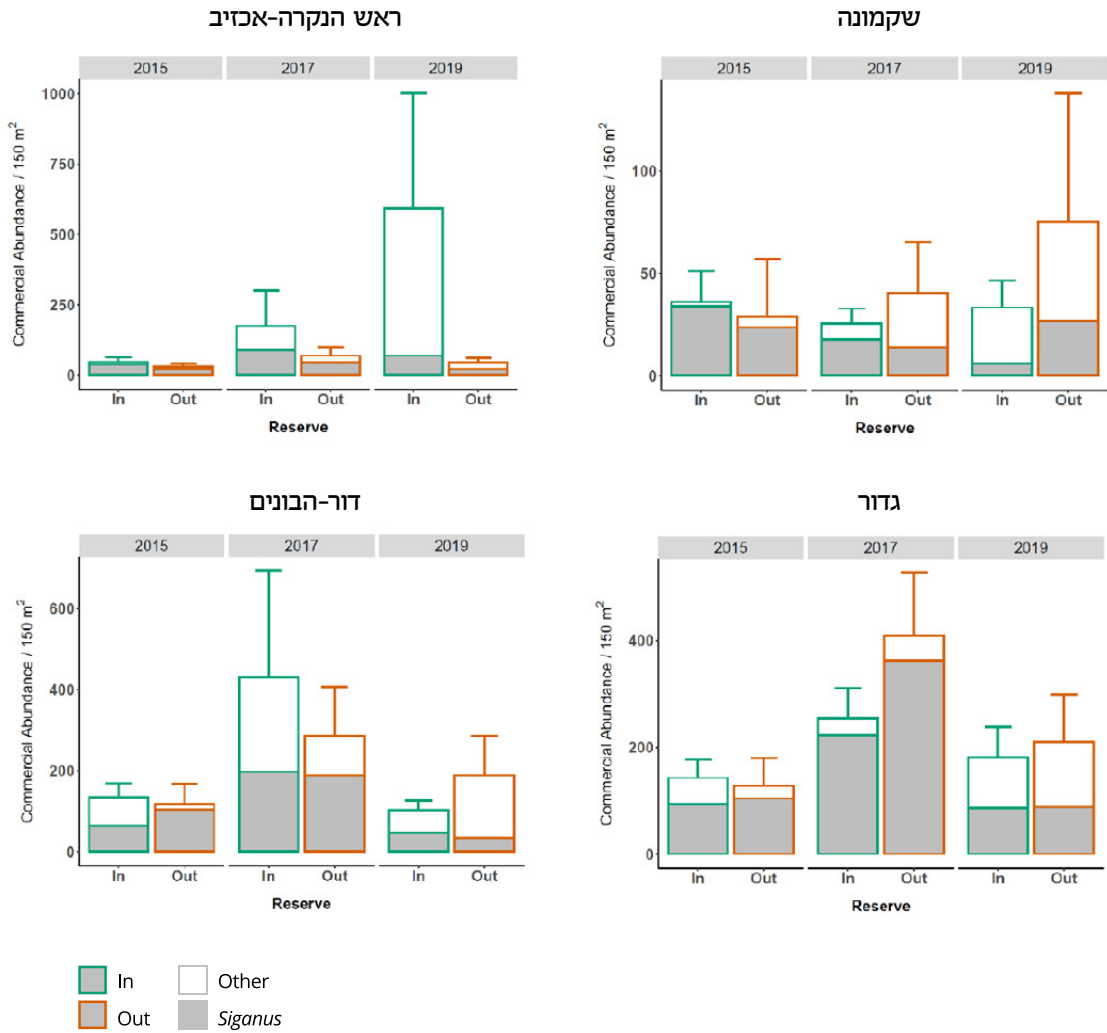 ראש הנקרה-אכזיב
2015 2017 2019
Commercial Abundance / 150 m²
1000
750
500
250
0
In Out In Out In Out
Reserve
שקמונה
2015 2017 2019
Commercial Abundance / 150 m²
100
50
0
In Out In Out In Out
Reserve
דור-הבונים
2015 2017 2019
Commercial Abundance / 150 m²
600
400
200
0
In Out In Out In Out
Reserve
גדור
2015 2017 2019
Commercial Abundance / 150 m²
400
200
0
In Out In Out In Out
Reserve
In Other
Out Siganus